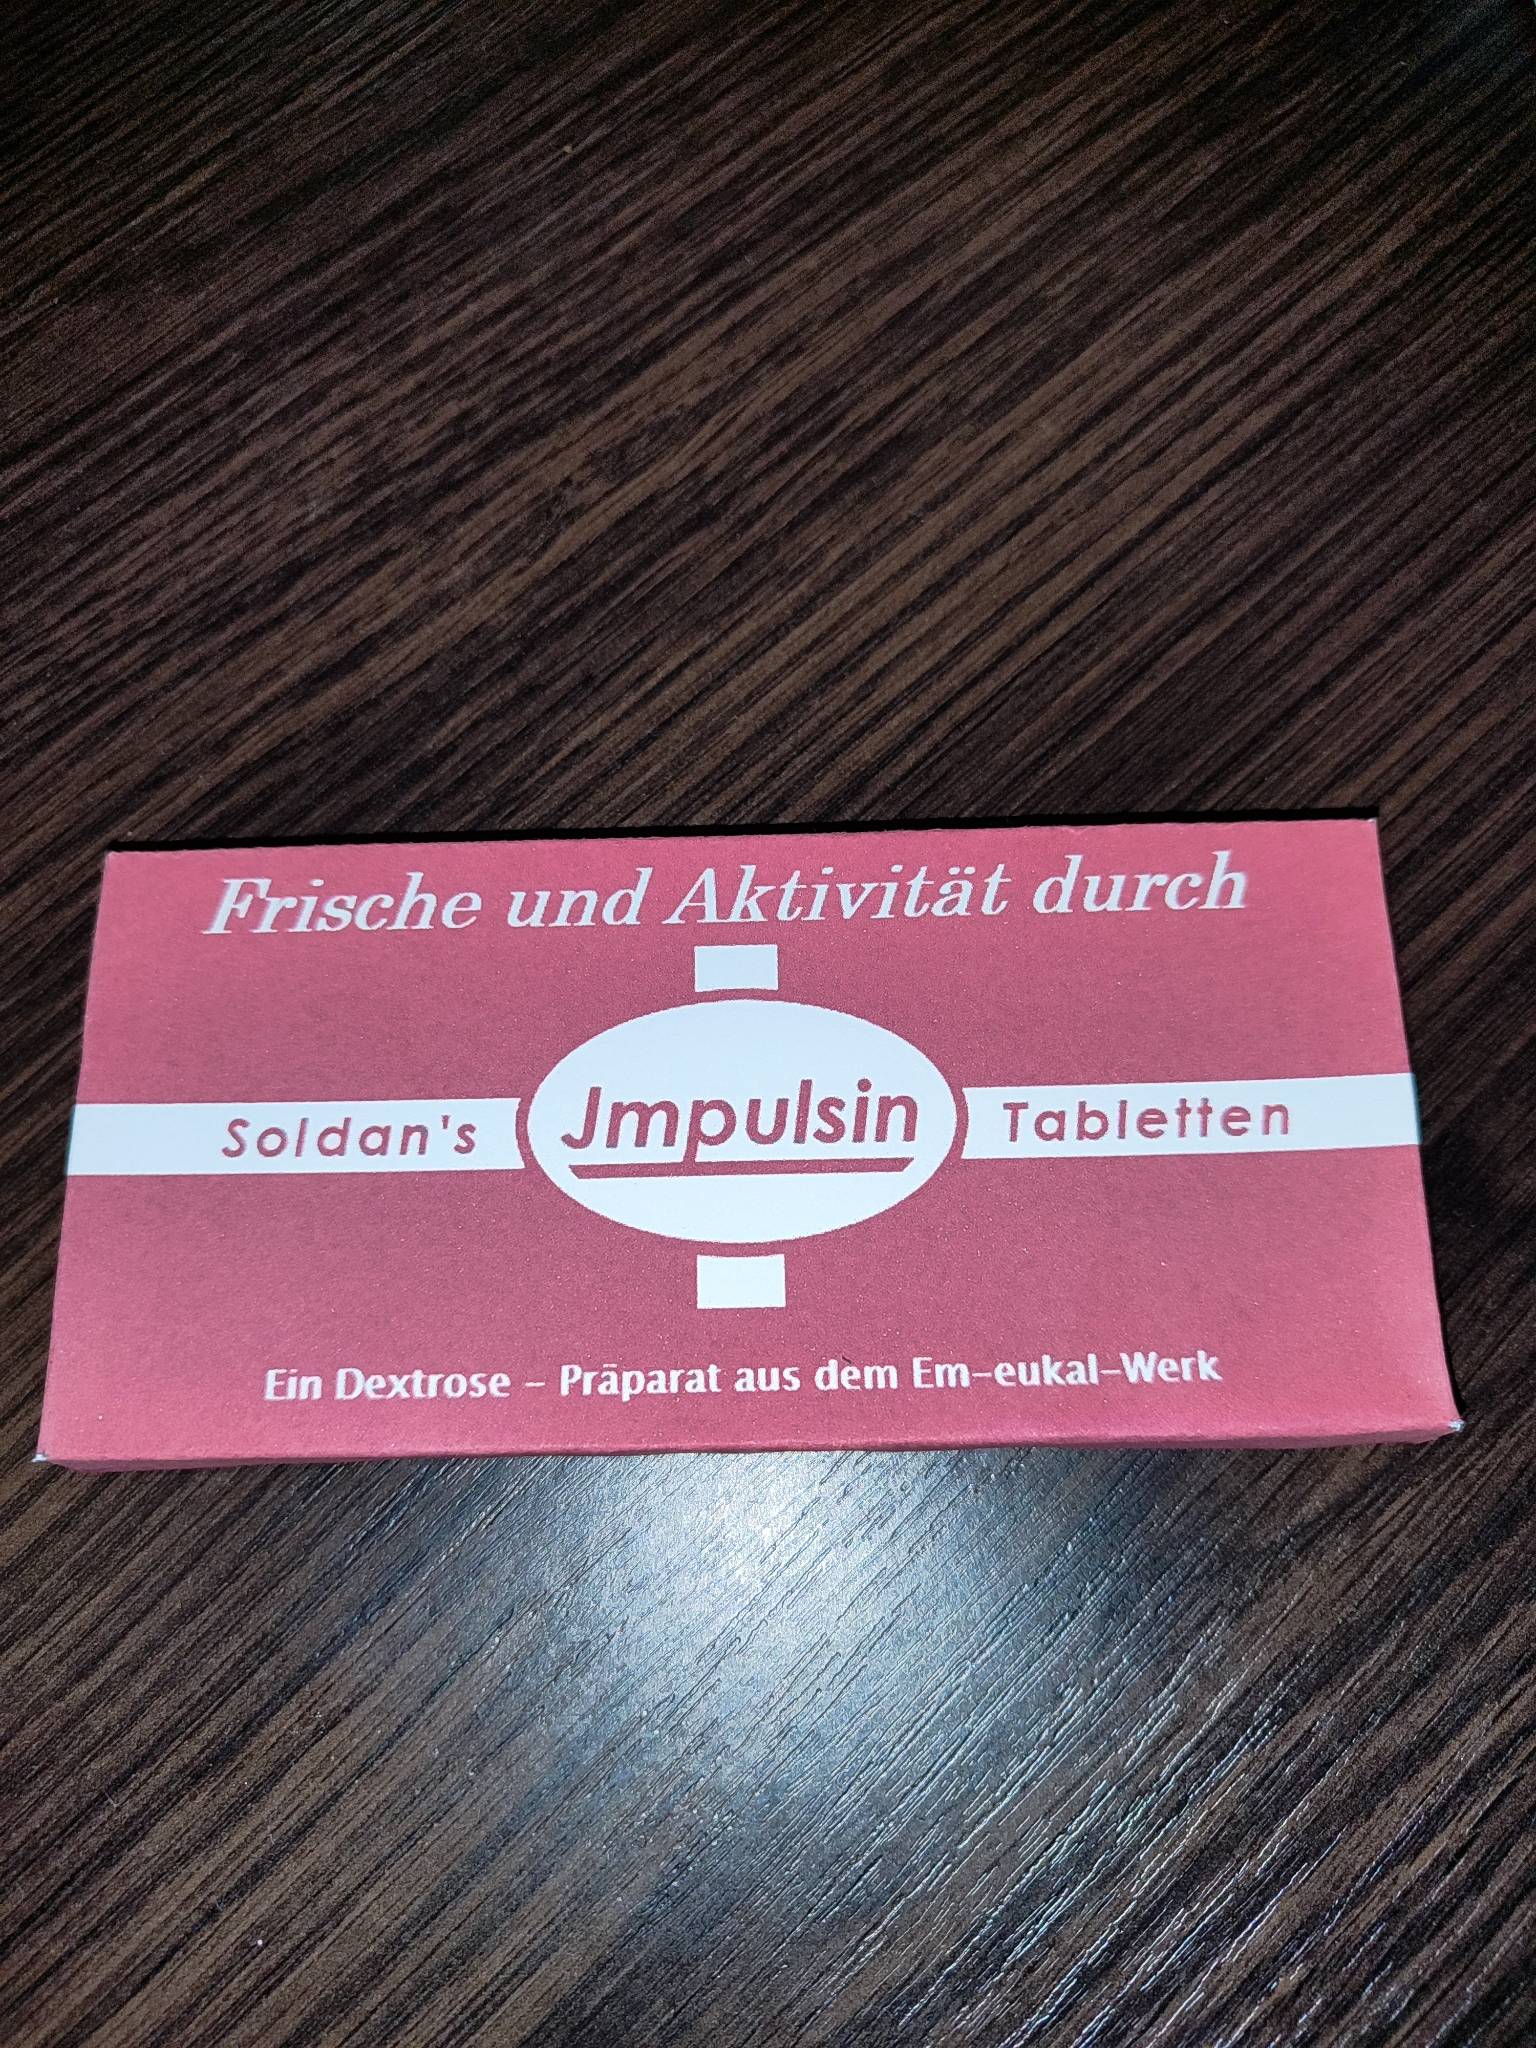 Frische und Aktivität durch
Soldan's Jmpulsin Tabletten
Ein Dextrose - Präparat aus dem Em-eukal-Werk